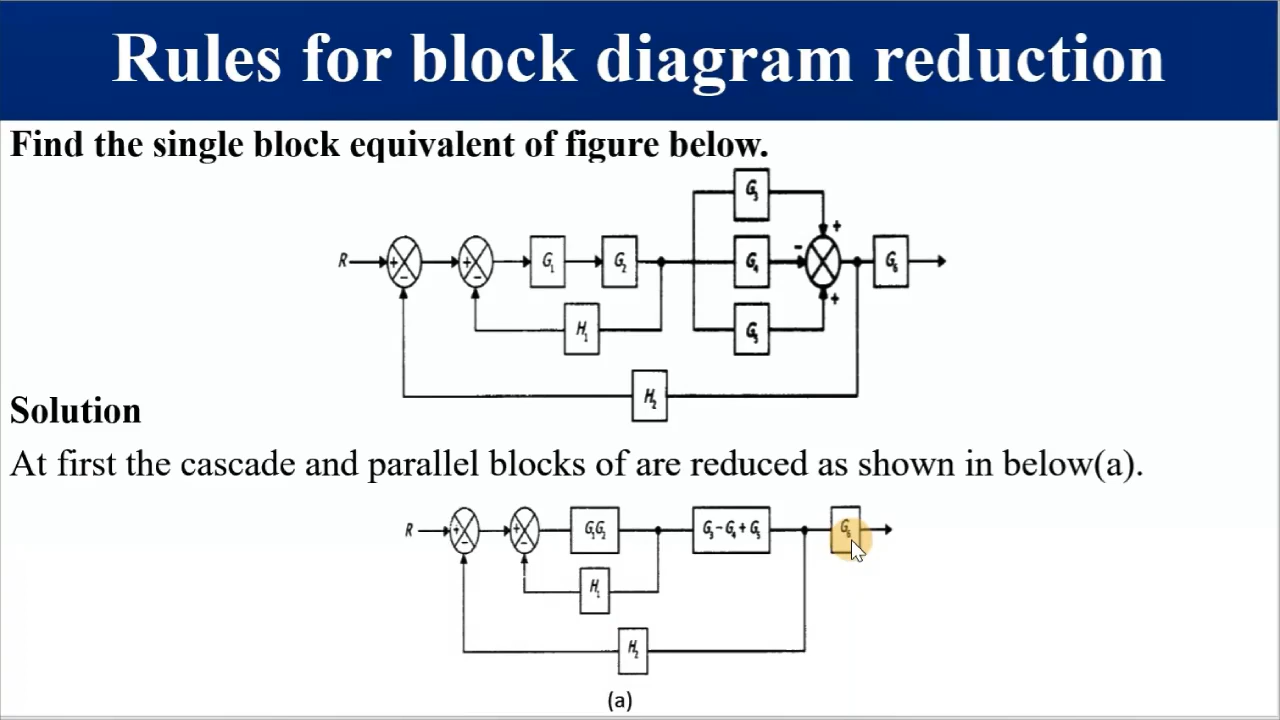 Rules for block diagram reduction
Find the single block equivalent of figure below.
G₃
+
R + − + − G₁ G₂ − G₄ G₆
+
H₁ G₅
H₂
Solution
At first the cascade and parallel blocks of are reduced as shown in below(a).
R + − + − G₁G₂ G₃ − G₄ + G₅ G₆
H₁
H₂
(a)